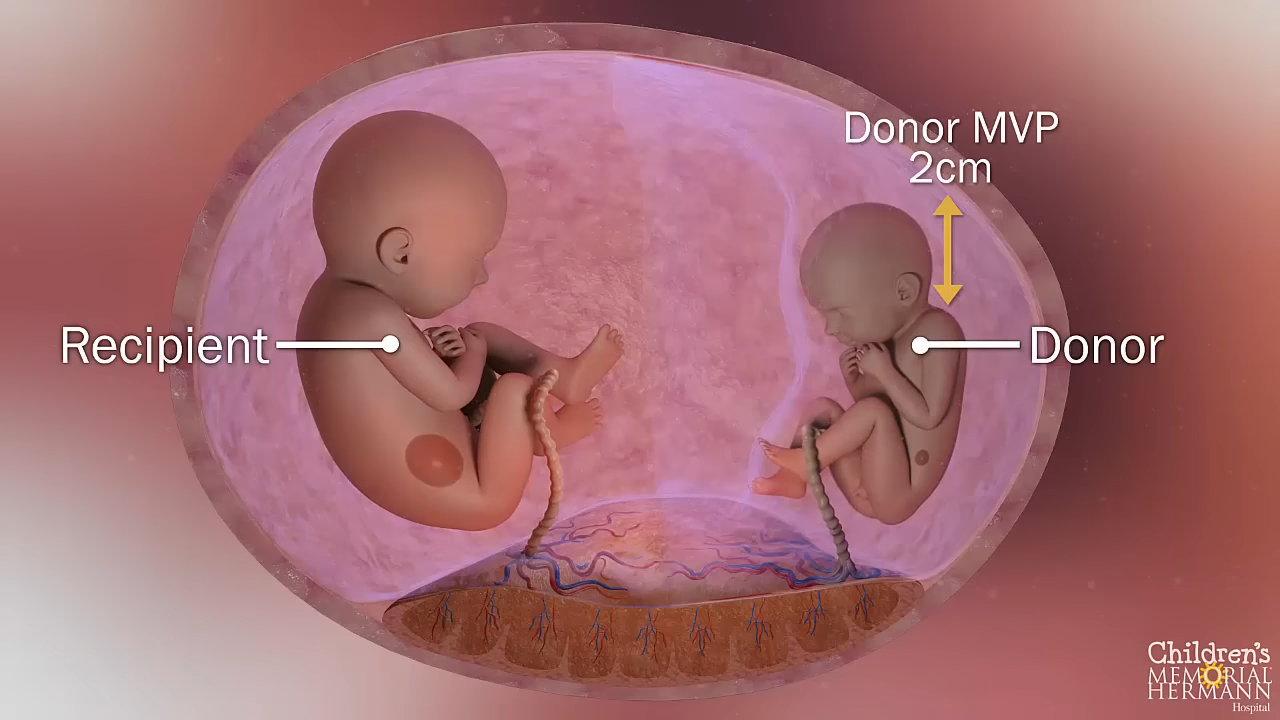 Donor MVP
2cm
Recipient
Donor
Children's
MEMORIAL
HERMANN
Hospital